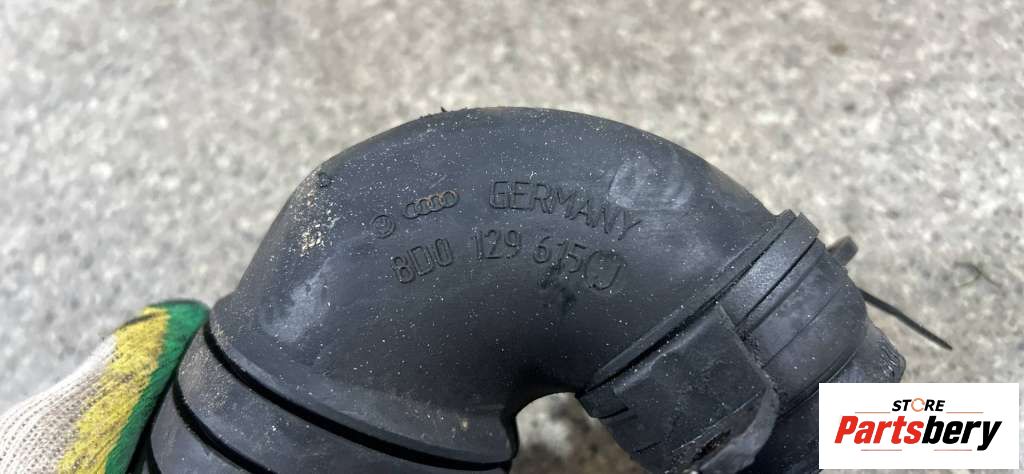 GERMANY
8D0 129 615
STORE
Partsbery